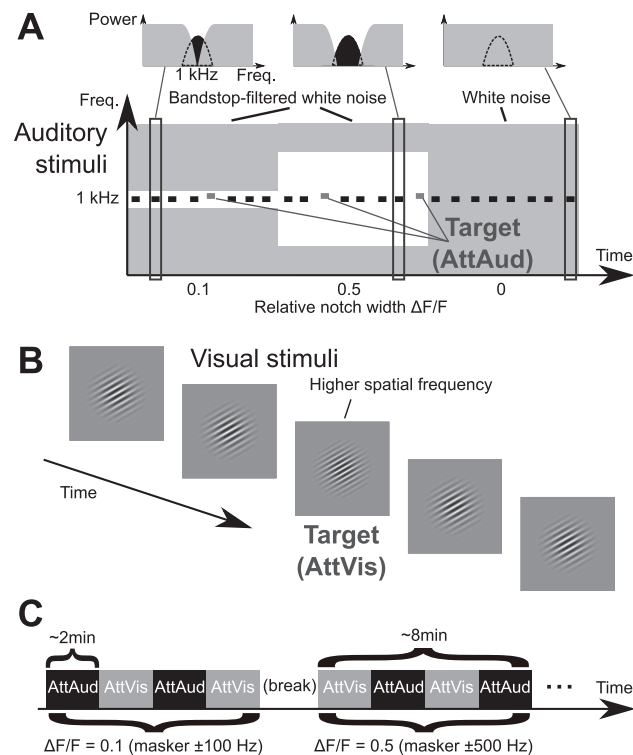 A
Power
1 kHz
Freq.
Freq.
Bandstop-filtered white noise
White noise
Auditory
stimuli
1 kHz
Target
(AttAud)
Time
0.1
0.5
0
Relative notch width ΔF/F
B
Visual stimuli
Higher spatial frequency
Time
Target
(AttVis)
C
~2min
~8min
AttAud AttVis AttAud AttVis (break) AttVis AttAud AttVis AttAud ... Time
ΔF/F = 0.1 (masker ±100 Hz)
ΔF/F = 0.5 (masker ±500 Hz)